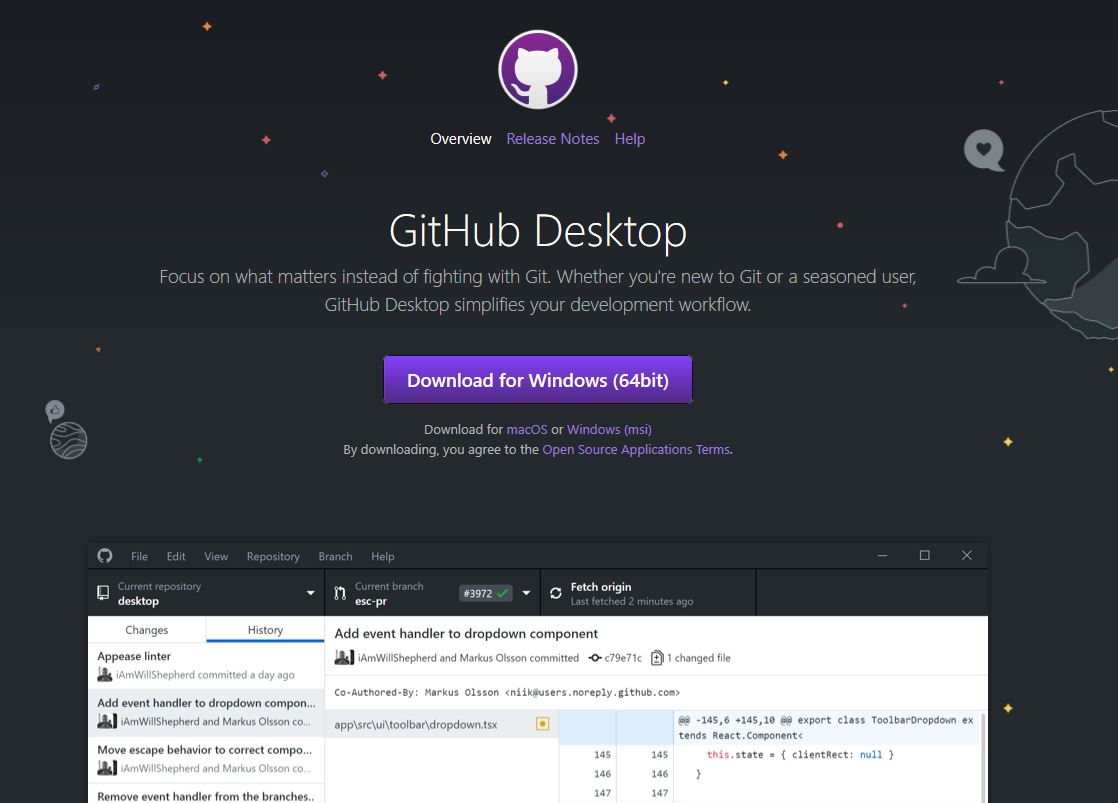 Overview Release Notes Help
GitHub Desktop
Focus on what matters instead of fighting with Git. Whether you're new to Git or a seasoned user,
GitHub Desktop simplifies your development workflow.
Download for Windows (64bit)
Download for macOS or Windows (msi)
By downloading, you agree to the Open Source Applications Terms.
File Edit View Repository Branch Help
Current repository
desktop
Current branch
esc-pr
#3972
Fetch origin
Last fetched 2 minutes ago
Changes History
Appease linter
iAmWillShepherd committed a day ago
Add event handler to dropdown compon...
iAmWillShepherd and Markus Olsson co...
Move escape behavior to correct compo...
iAmWillShepherd and Markus Olsson co...
Remove event handler from the branches..
Add event handler to dropdown component
iAmWillShepherd and Markus Olsson committed c79e71c 1 changed file
Co-Authored-By: Markus Olsson <niik@users.noreply.github.com>
app\src\ui\toolbar\dropdown.tsx
@@ -145,6 +145,10 @@ export class ToolbarDropdown ex
tends React.Component<
145 145 this.state = { clientRect: null }
146 146 }
147 147